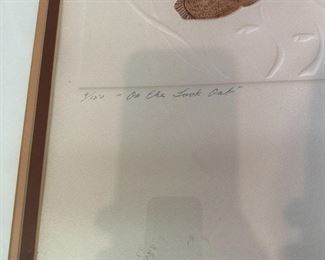 "On the Look Out"